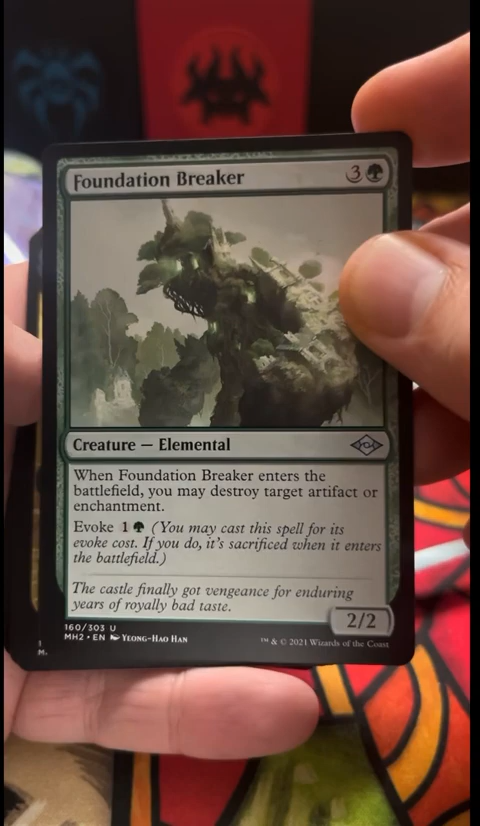 Foundation Breaker 3
Creature — Elemental
When Foundation Breaker enters the
battlefield, you may destroy target artifact or
enchantment.
Evoke 1 (You may cast this spell for its
evoke cost. If you do, it's sacrificed when it enters
the battlefield.)
The castle finally got vengeance for enduring
years of royally bad taste.
2/2
160/303 U
MH2 • EN Yeong-Hao Han
™ & © 2021 Wizards of the Coast
M.